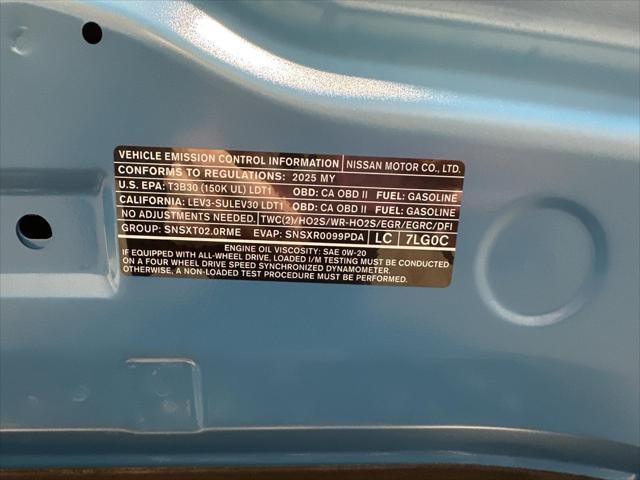 VEHICLE EMISSION CONTROL INFORMATION NISSAN MOTOR CO., LTD.
CONFORMS TO REGULATIONS: 2025 MY
U.S. EPA: T3B30 (150K UL) LDT1 OBD: CA OBD II FUEL: GASOLINE
CALIFORNIA: LEV3-SULEV30 LDT1 OBD: CA OBD II FUEL: GASOLINE
NO ADJUSTMENTS NEEDED. TWC(2)/HO2S/WR-HO2S/EGR/EGRC/DFI
GROUP: SNSXT02.0RME EVAP: SNSXR0099PDA LC 7LG0C
ENGINE OIL VISCOSITY: SAE 0W-20
IF EQUIPPED WITH ALL-WHEEL DRIVE, LOADED I/M TESTING MUST BE CONDUCTED
ON A FOUR WHEEL DRIVE SPEED SYNCHRONIZED DYNAMOMETER.
OTHERWISE, A NON-LOADED TEST PROCEDURE MUST BE PERFORMED.